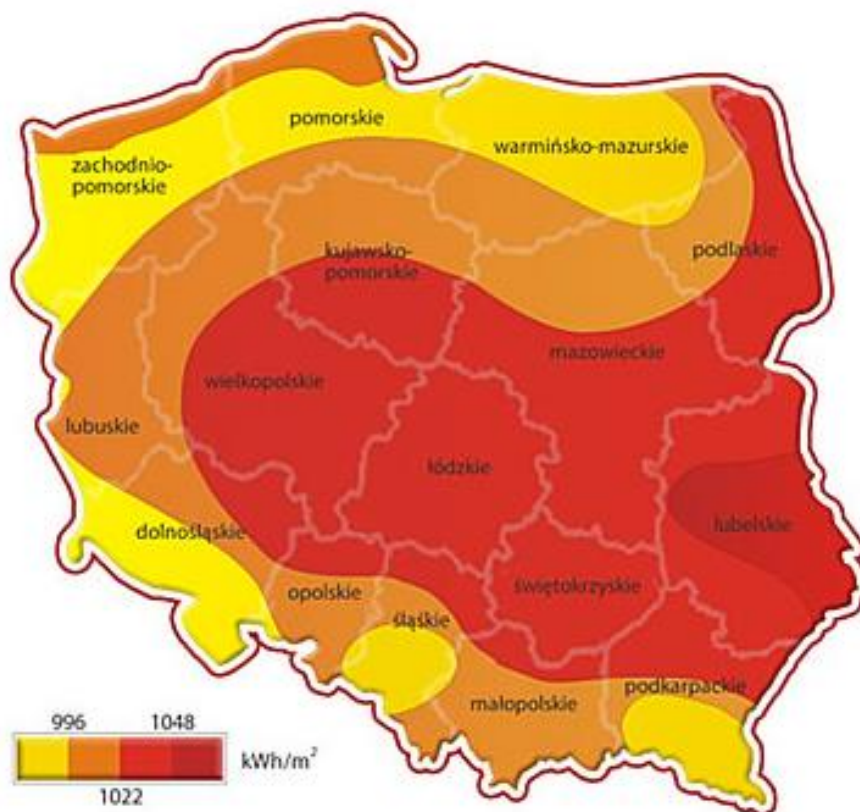 pomorskie
warmińsko-mazurskie
zachodnio-
pomorskie
kujawsko-
pomorskie
podlaskie
mazowieckie
wielkopolskie
lubuskie
łódzkie
lubelskie
dolnośląskie
świętokrzyskie
opolskie
śląśkie
podkarpackie
małopolskie
996 1048
kWh/m²
1022